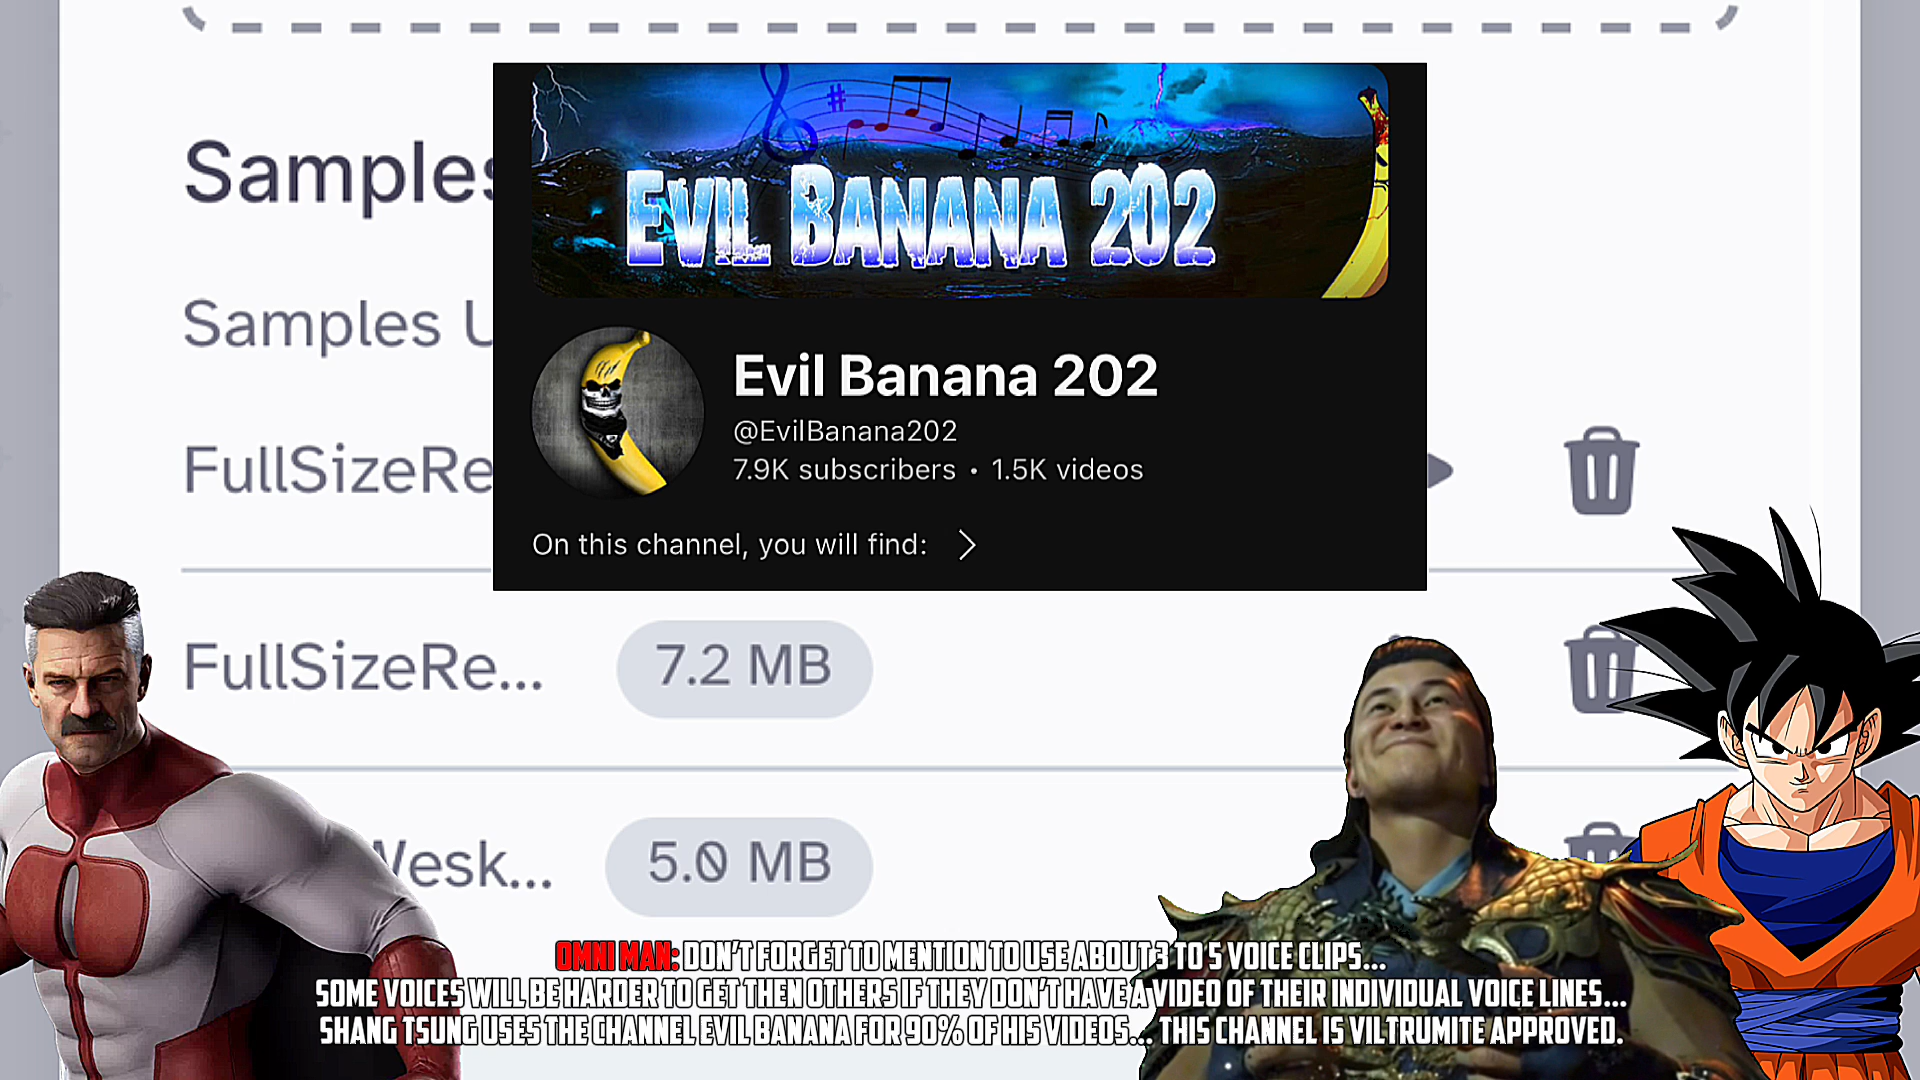 Samples
EVIL BANANA 202
Samples U
Evil Banana 202
@EvilBanana202
7.9K subscribers • 1.5K videos
FullSizeRe
On this channel, you will find:
FullSizeRe... 7.2 MB
Wesk... 5.0 MB
OMNI MAN: DON'T FORGET TO MENTION TO USE ABOUT 3 TO 5 VOICE CLIPS...
SOME VOICES WILL BE HARDER TO GET THEN OTHERS IF THEY DON'T HAVE A VIDEO OF THEIR INDIVIDUAL VOICE LINES...
SHANG TSUNG USES THE CHANNEL EVIL BANANA FOR 90% OF HIS VIDEOS... THIS CHANNEL IS VILTRUMITE APPROVED.